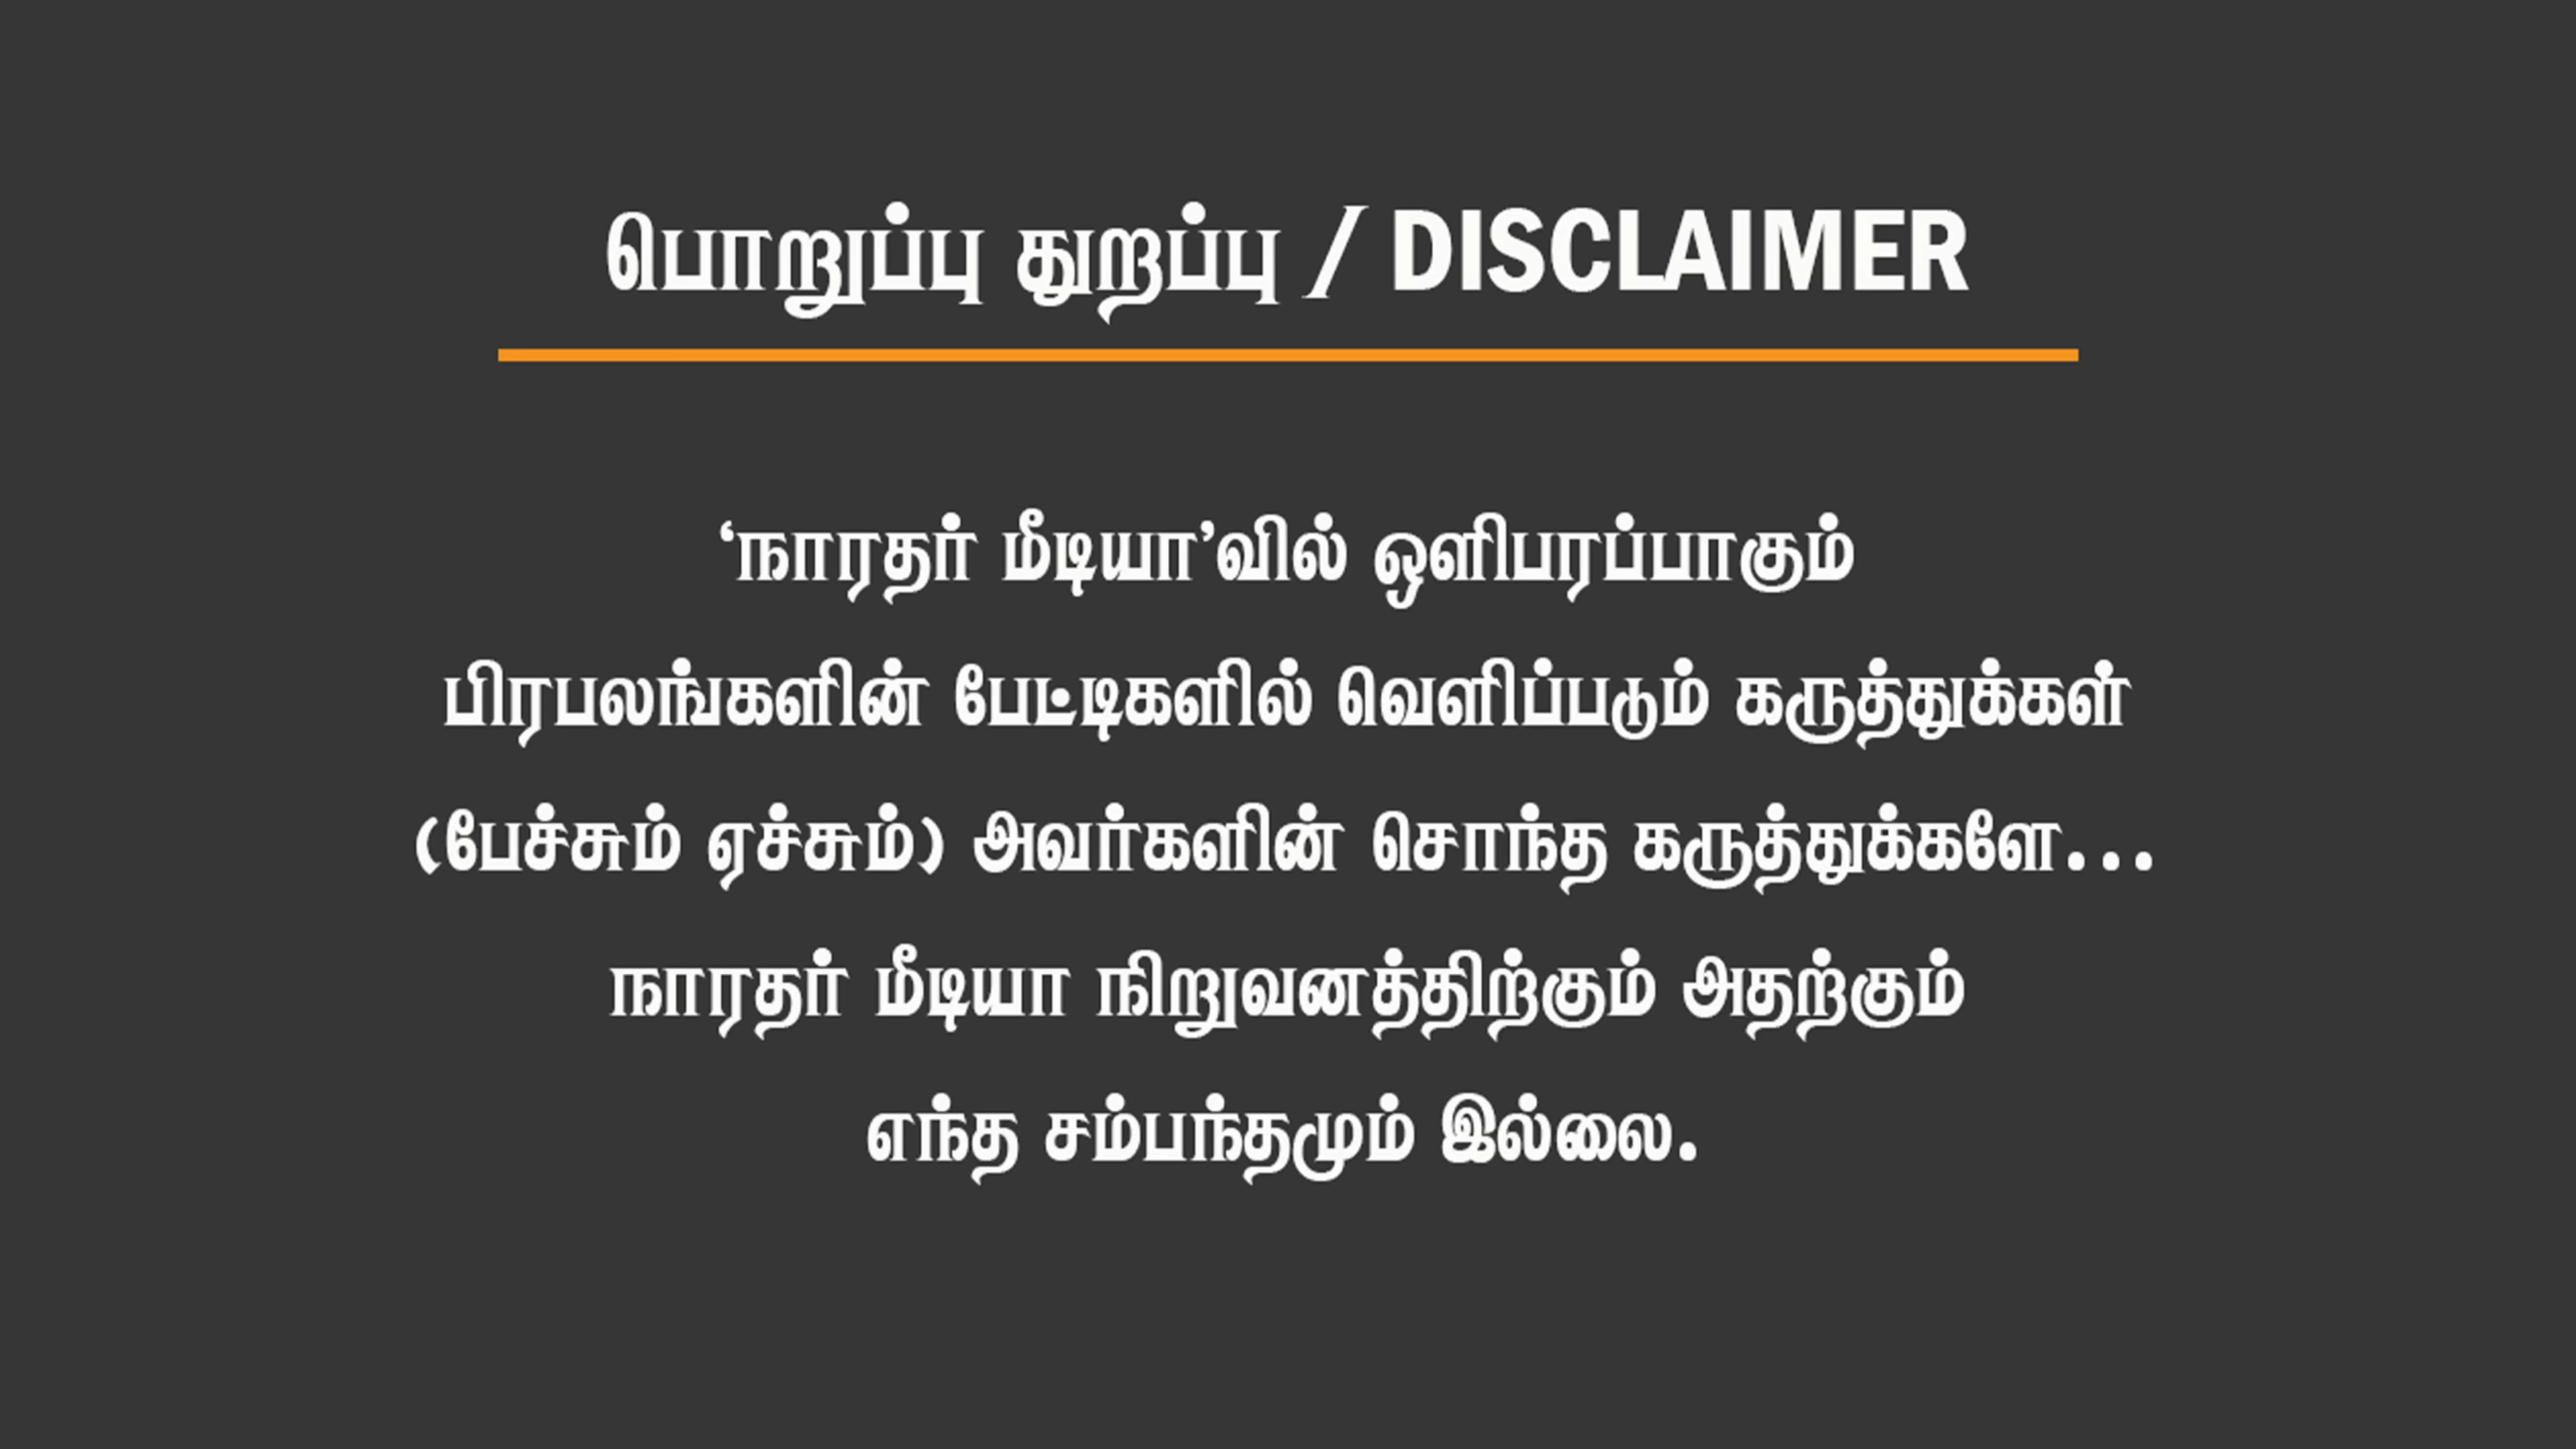 பொறுப்பு துறப்பு / DISCLAIMER
‘நாரதர் மீடியா’வில் ஒளிபரப்பாகும்
பிரபலங்களின் பேட்டிகளில் வெளிப்படும் கருத்துக்கள்
(பேச்சும் ஏச்சும்) அவர்களின் சொந்த கருத்துக்களே...
நாரதர் மீடியா நிறுவனத்திற்கும் அதற்கும்
எந்த சம்பந்தமும் இல்லை.